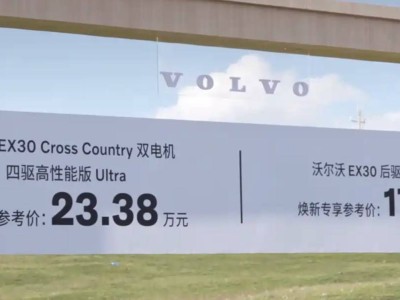 VOLVO
EX30 Cross Country 双电机
四驱高性能版 Ultra
参考价：23.38 万元
沃尔沃 EX30 后驱
焕新专享参考价：1